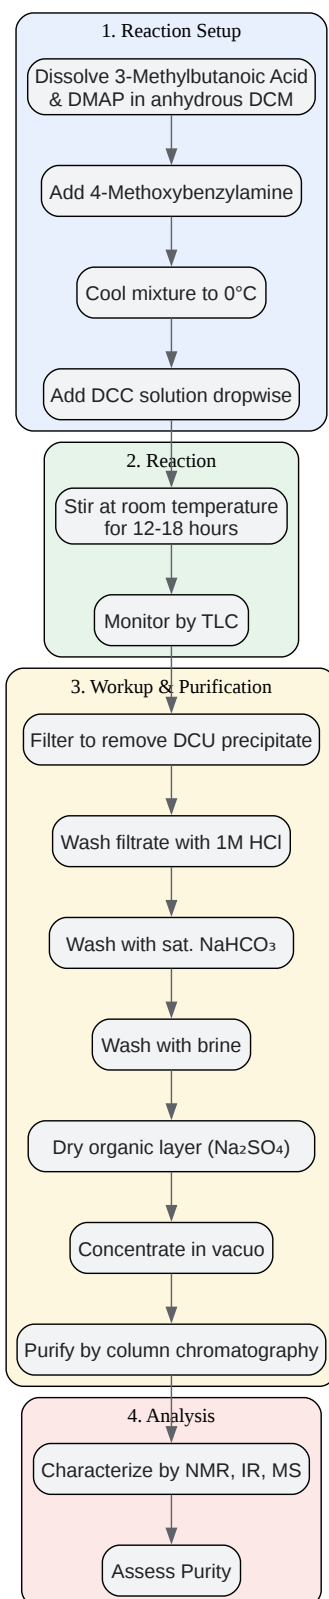 1. Reaction Setup
Dissolve 3-Methylbutanoic Acid
& DMAP in anhydrous DCM
Add 4-Methoxybenzylamine
Cool mixture to 0°C
Add DCC solution dropwise
2. Reaction
Stir at room temperature
for 12-18 hours
Monitor by TLC
3. Workup & Purification
Filter to remove DCU precipitate
Wash filtrate with 1M HCl
Wash with sat. NaHCO₃
Wash with brine
Dry organic layer (Na₂SO₄)
Concentrate in vacuo
Purify by column chromatography
4. Analysis
Characterize by NMR, IR, MS
Assess Purity